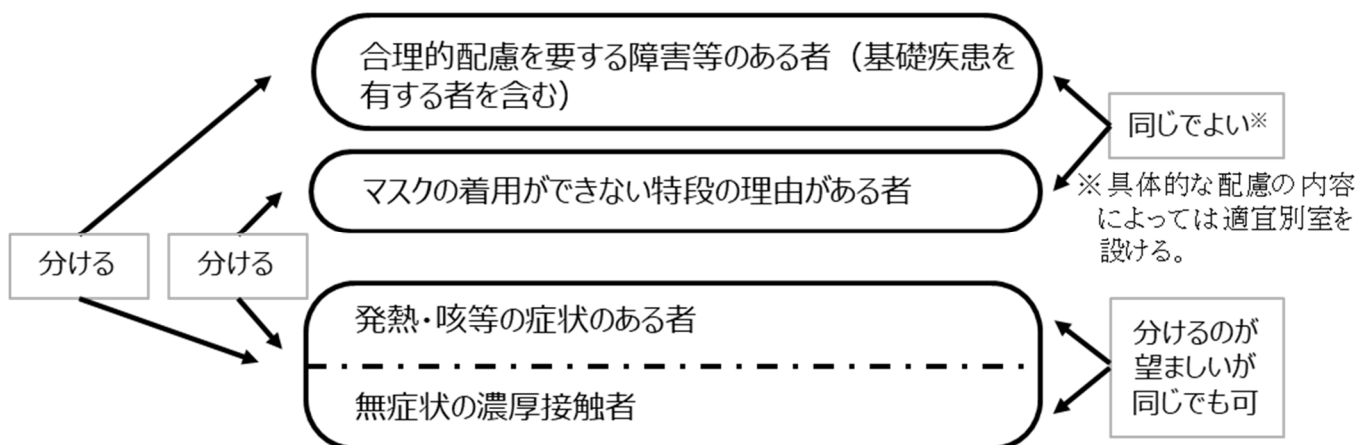 合理的配慮を要する障害等のある者（基礎疾患を
有する者を含む）
同じでよい※
マスクの着用ができない特段の理由がある者
※具体的な配慮の内容
によっては適宜別室を
設ける。
分ける
分ける
発熱・咳等の症状のある者
無症状の濃厚接触者
分けるのが
望ましいが
同じでも可